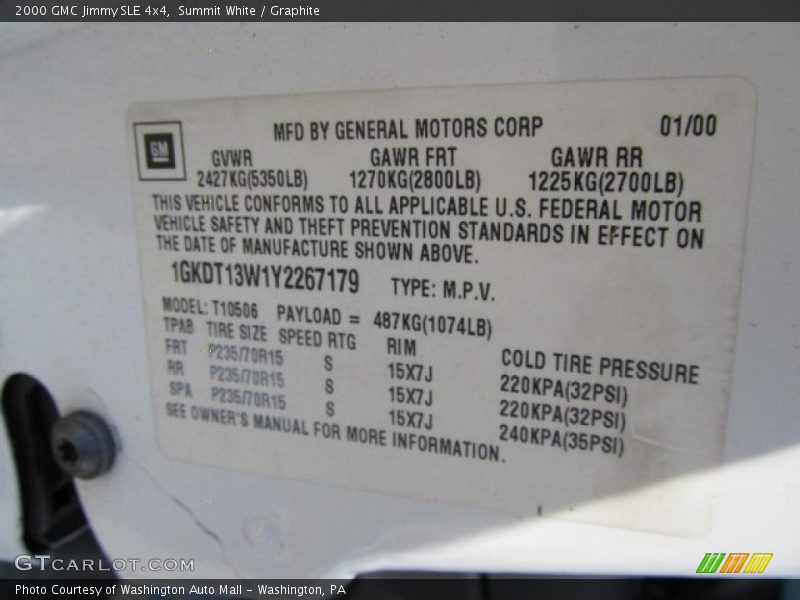 2000 GMC Jimmy SLE 4x4, Summit White / Graphite
MFD BY GENERAL MOTORS CORP 01/00
GM
GVWR GAWR FRT GAWR RR
2427KG(5350LB) 1270KG(2800LB) 1225KG(2700LB)
THIS VEHICLE CONFORMS TO ALL APPLICABLE U.S. FEDERAL MOTOR
VEHICLE SAFETY AND THEFT PREVENTION STANDARDS IN EFFECT ON
THE DATE OF MANUFACTURE SHOWN ABOVE.
1GKDT13W1Y2267179 TYPE: M.P.V.
MODEL: T10506 PAYLOAD = 487KG(1074LB)
TPAB TIRE SIZE SPEED RTG RIM COLD TIRE PRESSURE
FRT P235/70R15 S 15X7J 220KPA(32PSI)
RR P235/70R15 S 15X7J 220KPA(32PSI)
SPA P235/70R15 S 15X7J 240KPA(35PSI)
SEE OWNER'S MANUAL FOR MORE INFORMATION.
GTCARLOT.COM
Photo Courtesy of Washington Auto Mall - Washington, PA